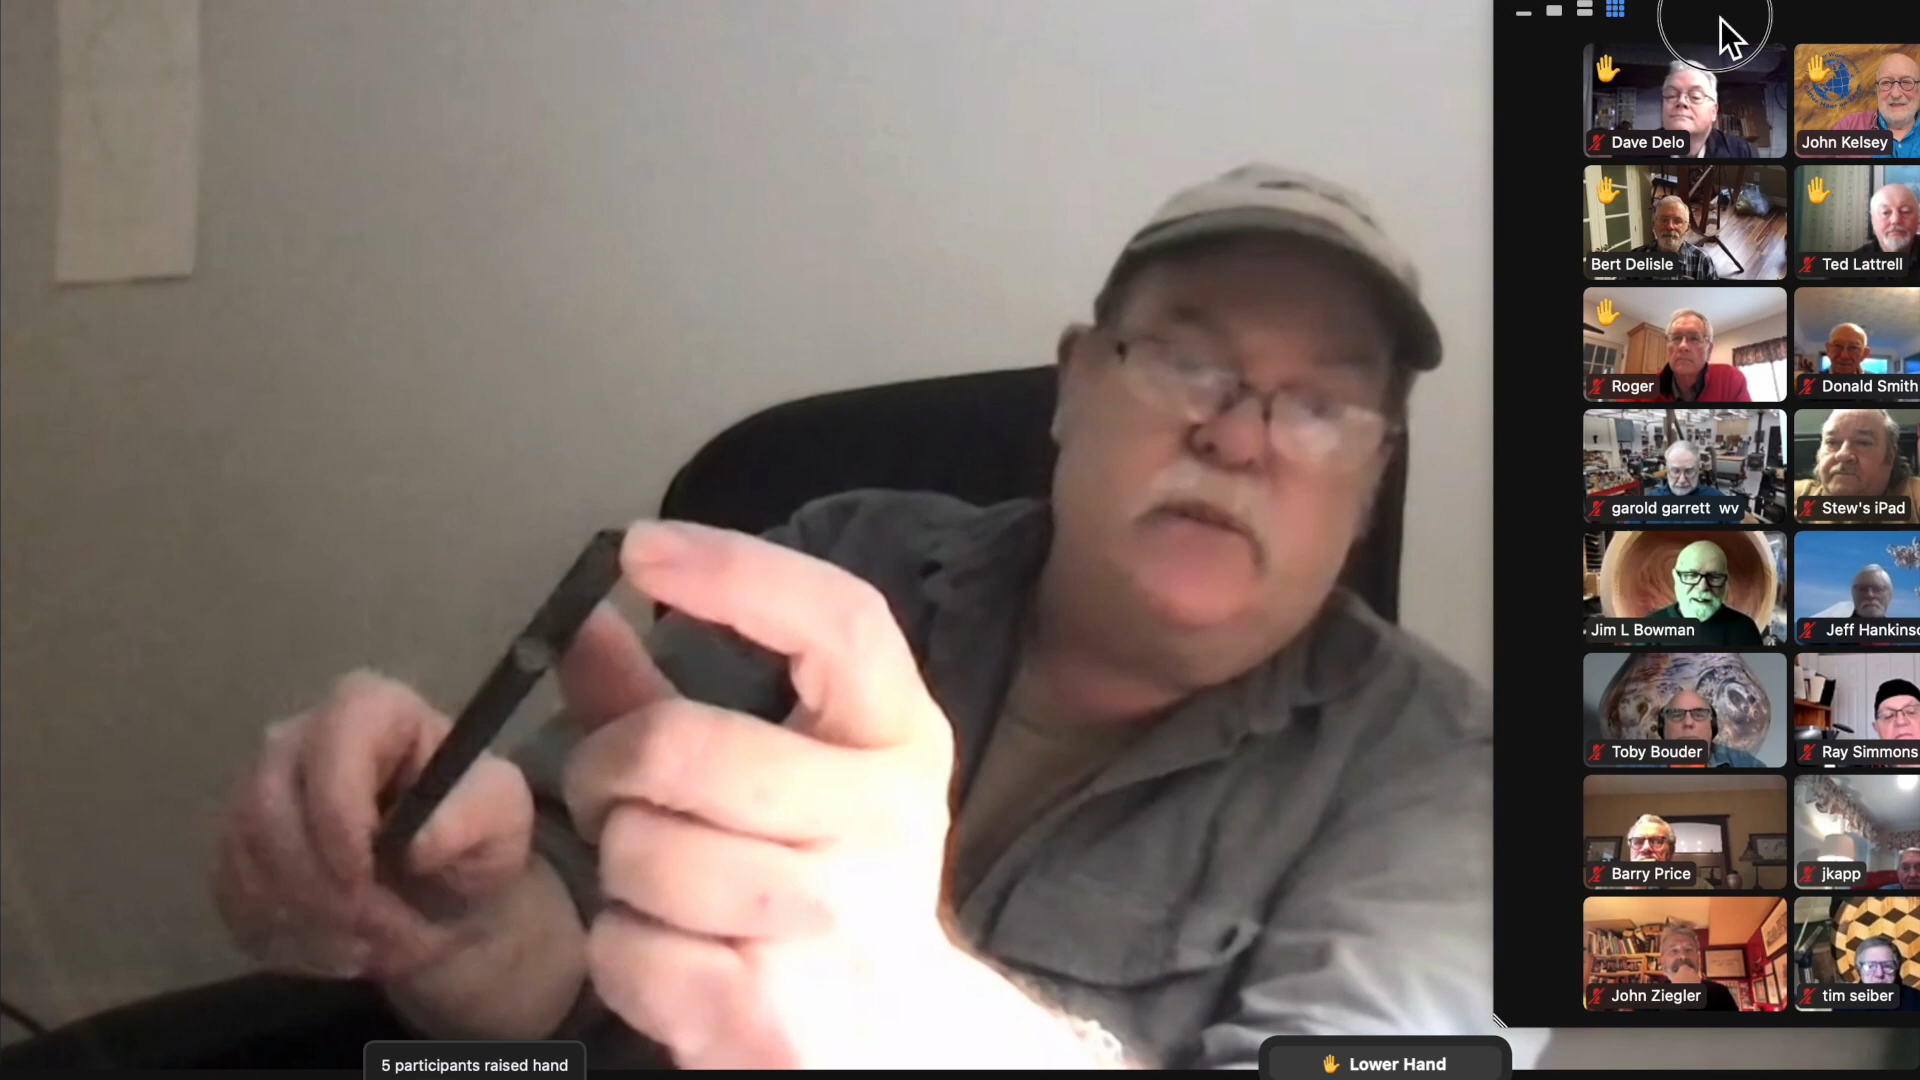 Dave Delo
John Kelsey
Bert Delisle
Ted Lattrell
Roger
Donald Smith
garold garrett wv
Stew's iPad
Jim L Bowman
Jeff Hankinso
Toby Bouder
Ray Simmons
Barry Price
jkapp
John Ziegler
tim seiber
5 participants raised hand
Lower Hand